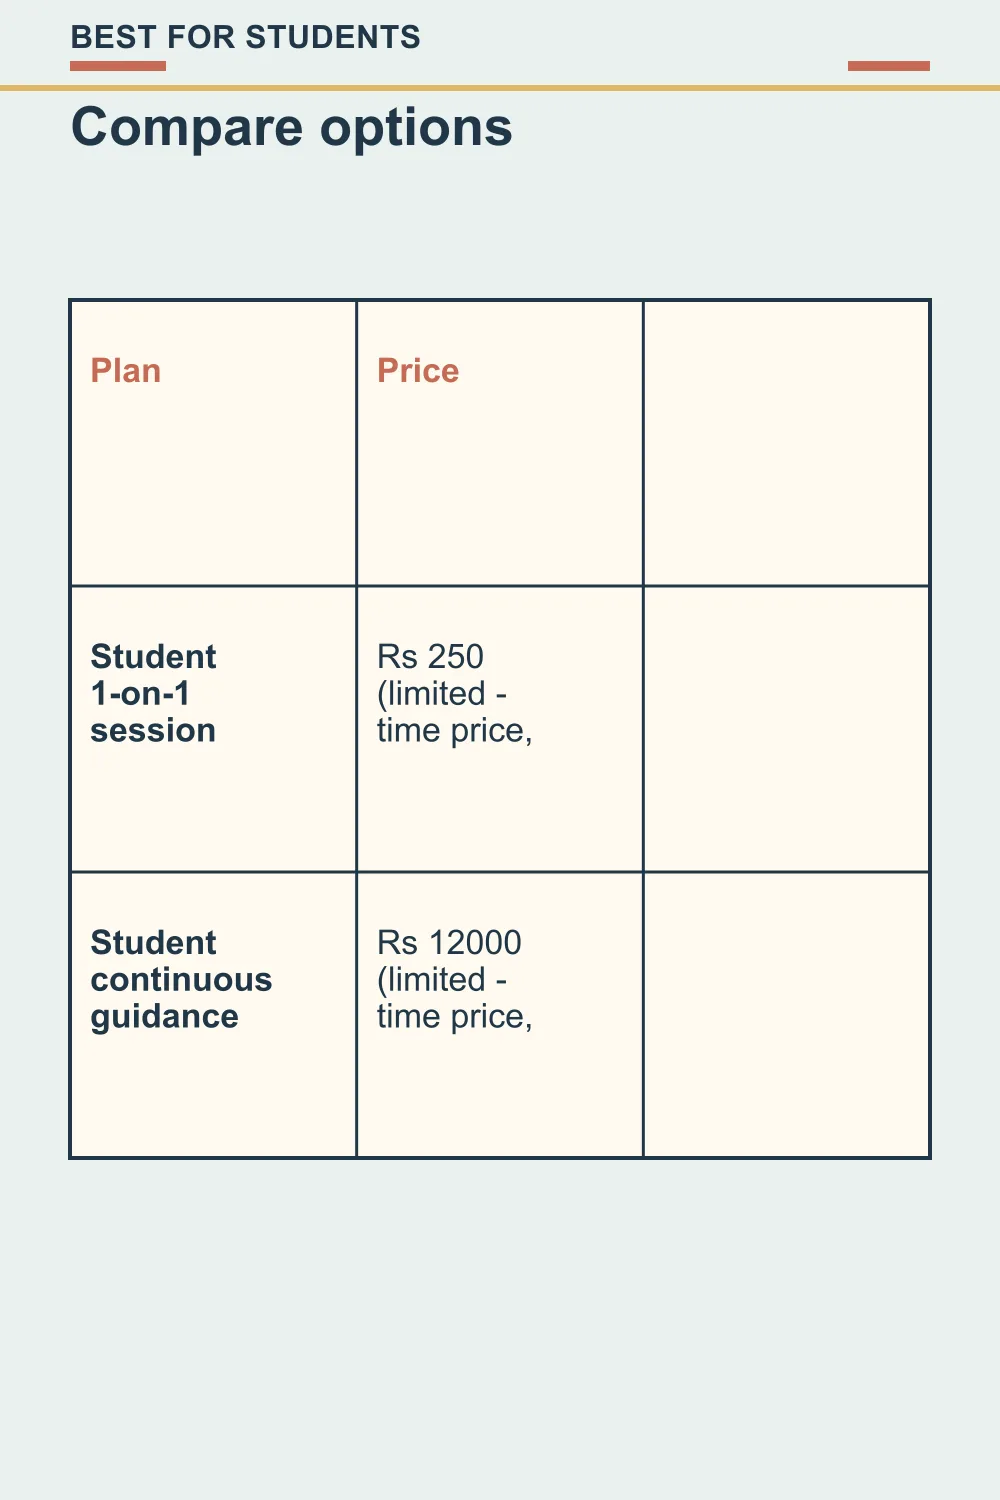 BEST FOR STUDENTS
Compare options
Plan
Price
Student
1-on-1
session
Rs 250
(limited -
time price,
Student
continuous
guidance
Rs 12000
(limited -
time price,